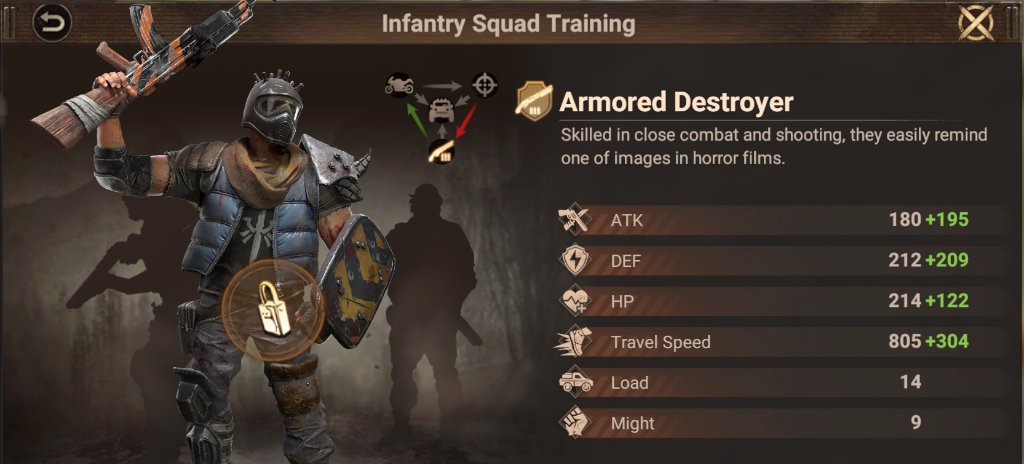 Infantry Squad Training
Armored Destroyer
Skilled in close combat and shooting, they easily remind
one of images in horror films.
ATK 180 +195
DEF 212 +209
HP 214 +122
Travel Speed 805 +304
Load 14
Might 9